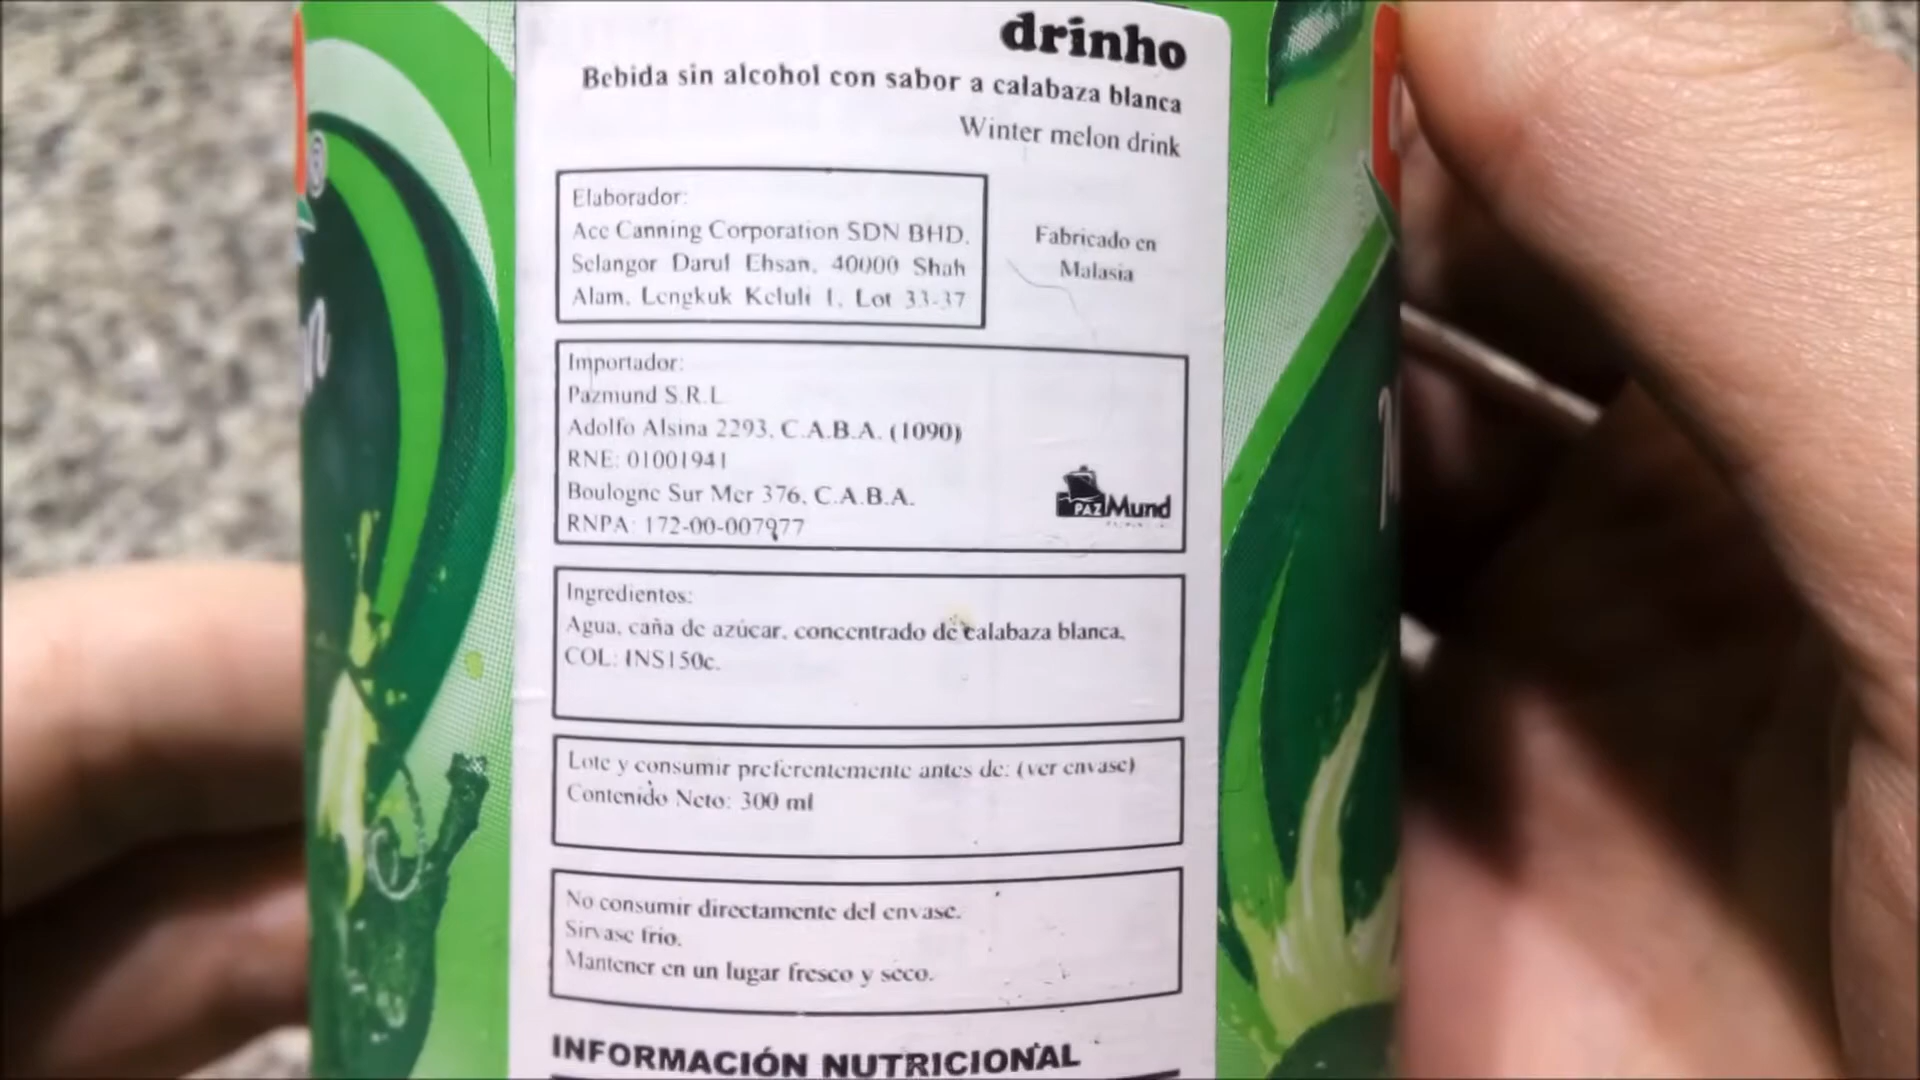 drinho
Bebida sin alcohol con sabor a calabaza blanca
Winter melon drink
Elaborador:
Ace Canning Corporation SDN BHD.
Selangor Darul Ehsan, 40000 Shah
Alam, Lengkuk Keluli 1, Lot 33-37
Fabricado en
Malasia
Importador:
Pazmund S.R.L
Adolfo Alsina 2293, C.A.B.A. (1090)
RNE: 01001941
Boulogne Sur Mer 376, C.A.B.A.
RNPA: 172-00-007977
PAZ Mund
Ingredientes:
Agua, caña de azúcar, concentrado de calabaza blanca,
COL: INS150c.
Lote y consumir preferentemente antes de: (ver envase)
Contenido Neto: 300 ml
No consumir directamente del envase.
Sirvase frio.
Mantener en un lugar fresco y seco.
INFORMACIÓN NUTRICIONAL